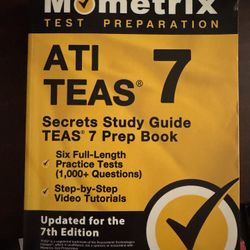 Mometrix
TEST PREPARATION
ATI
TEAS® 7
Secrets Study Guide
TEAS® 7 Prep Book
Six Full-Length
Practice Tests
(1,000+ Questions)
Step-by-Step
Video Tutorials
Updated for the
7th Edition